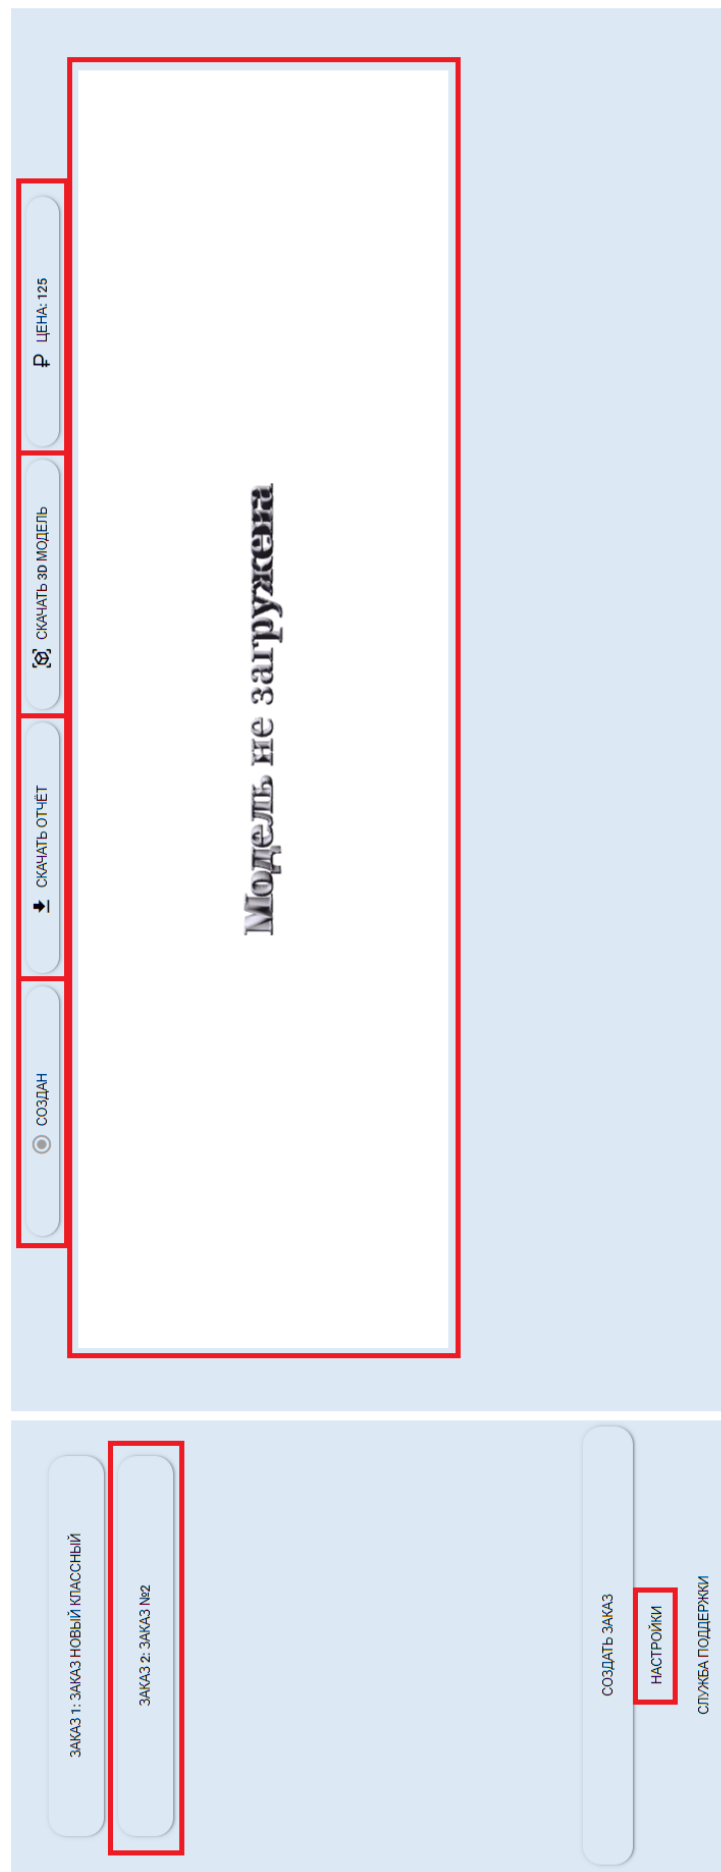 ЗАКАЗ 1: ЗАКАЗ НОВЫЙ КЛАССНЫЙ
ЗАКАЗ 2: ЗАКАЗ №2
СОЗДАТЬ ЗАКАЗ
НАСТРОЙКИ
СЛУЖБА ПОДДЕРЖКИ
СОЗДАН
СКАЧАТЬ ОТЧЁТ
СКАЧАТЬ 3D МОДЕЛЬ
₽ ЦЕНА: 125
Модель не загружена